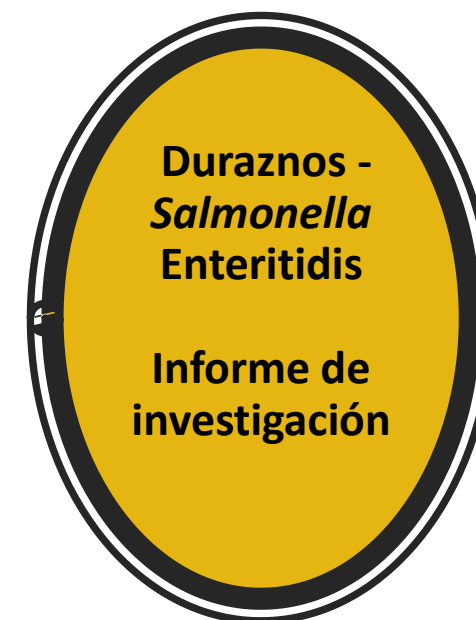 Duraznos -
Salmonella
Enteritidis
Informe de
investigación